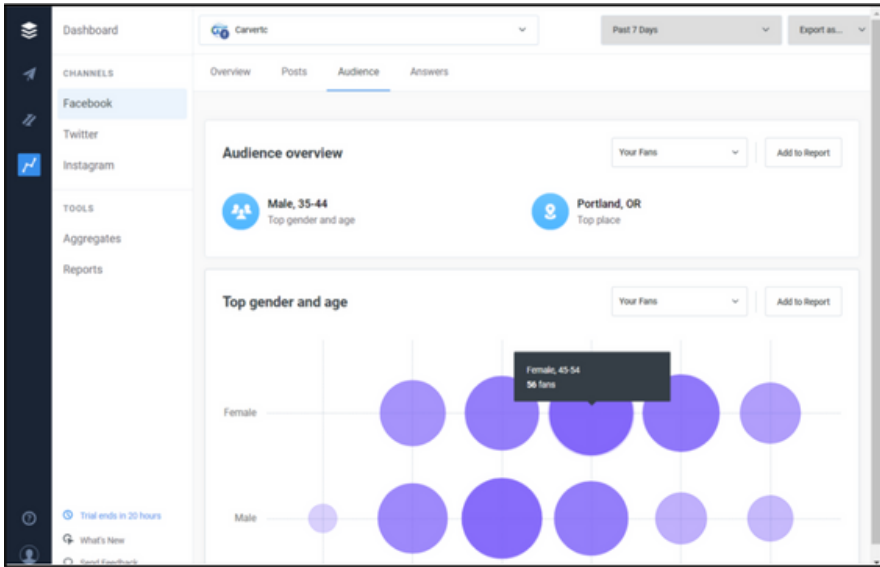 Dashboard
CHANNELS
Facebook
Twitter
Instagram
TOOLS
Aggregates
Reports
Trial ends in 20 hours
What's New
Send Feedback
Carvertc
Past 7 Days
Export as...
Overview Posts Audience Answers
Audience overview
Your Fans
Add to Report
Male, 35-44
Top gender and age
Portland, OR
Top place
Top gender and age
Your Fans
Add to Report
Female, 45-54
56 fans
Female
Male